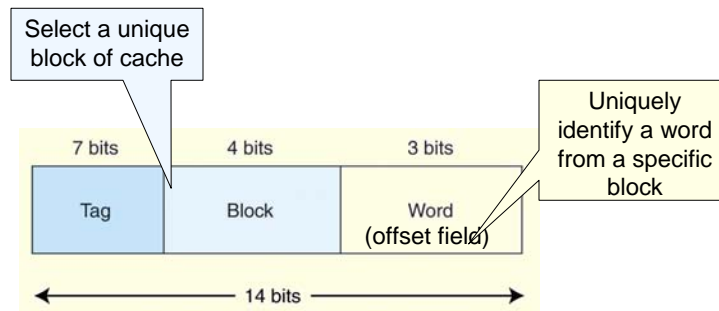 Select a unique
block of cache
Uniquely
identify a word
from a specific
block
7 bits
4 bits
3 bits
Tag
Block
Word
(offset field)
14 bits